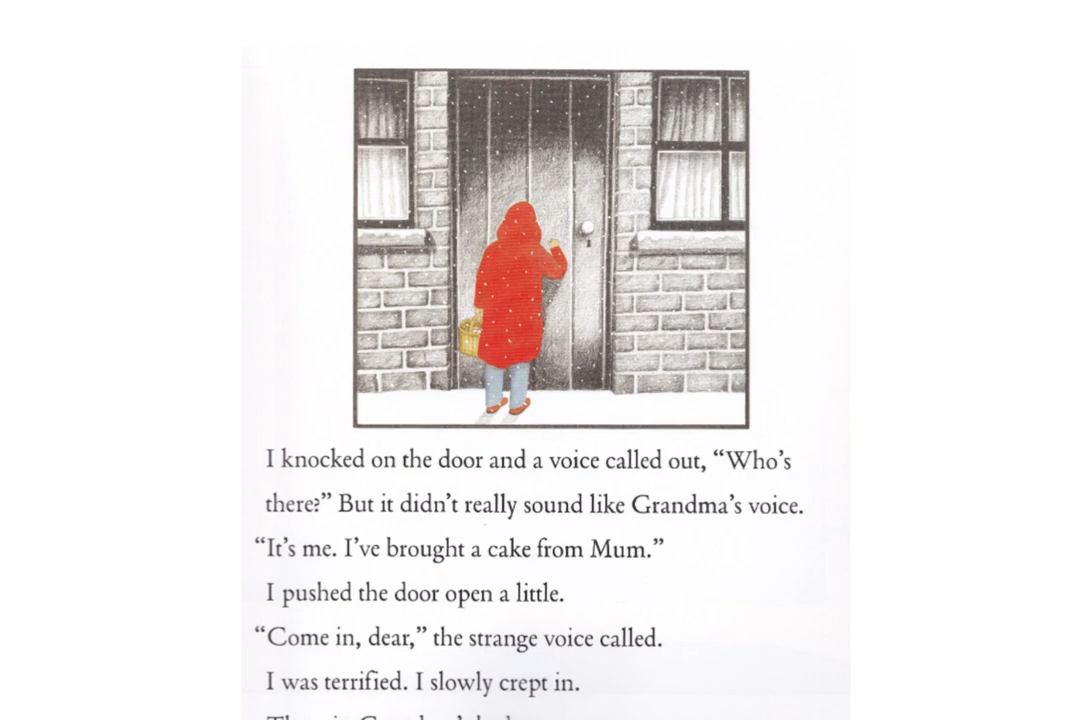 I knocked on the door and a voice called out, “Who’s
there?” But it didn’t really sound like Grandma’s voice.
“It’s me. I’ve brought a cake from Mum.”
I pushed the door open a little.
“Come in, dear,” the strange voice called.
I was terrified. I slowly crept in.